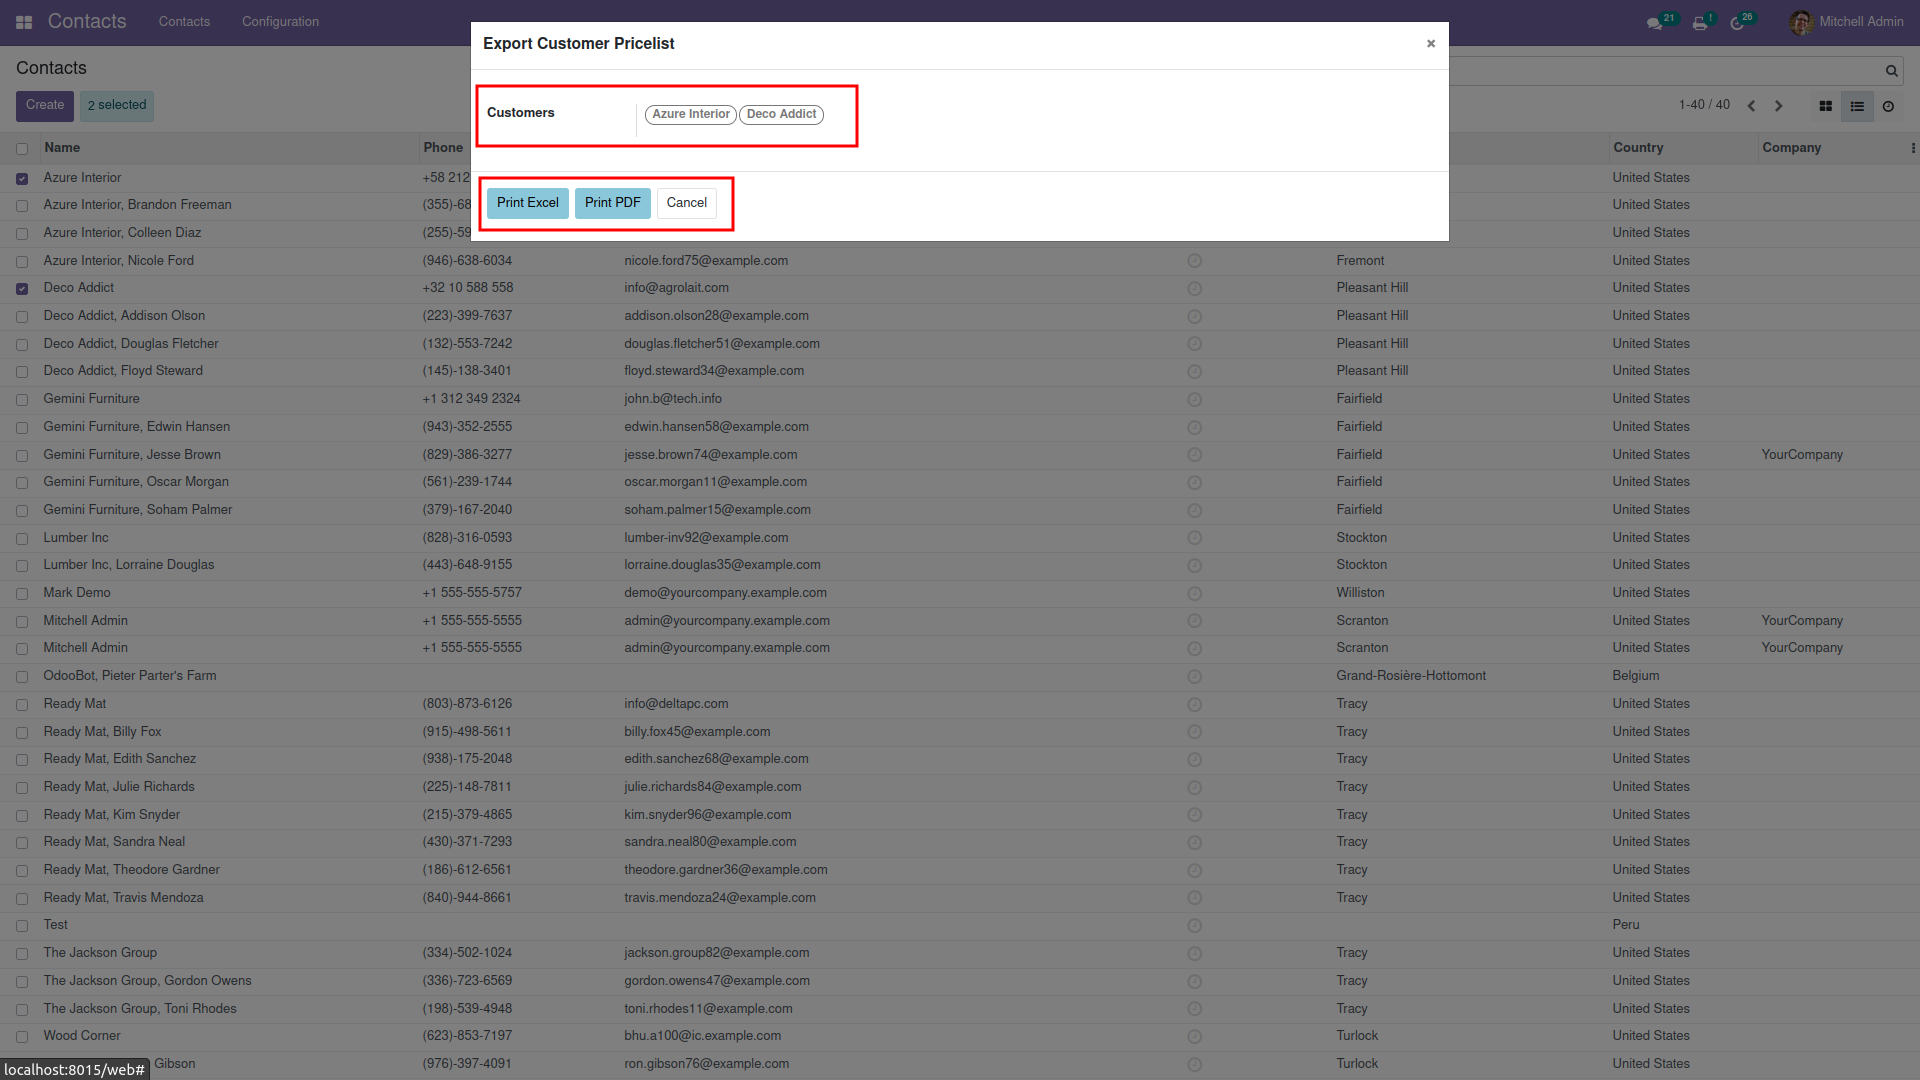 Contacts Contacts Configuration 21 ! 26 Mitchell Admin
Export Customer Pricelist ×
Contacts
Customers Azure Interior Deco Addict
Create 2 selected 1-40 / 40
Name Phone Country Company
Azure Interior +58 212 United States
Print Excel Print PDF Cancel
Azure Interior, Brandon Freeman (355)-68 United States
Azure Interior, Colleen Diaz (255)-59 United States
Azure Interior, Nicole Ford (946)-638-6034 nicole.ford75@example.com Fremont United States
Deco Addict +32 10 588 558 info@agrolait.com Pleasant Hill United States
Deco Addict, Addison Olson (223)-399-7637 addison.olson28@example.com Pleasant Hill United States
Deco Addict, Douglas Fletcher (132)-553-7242 douglas.fletcher51@example.com Pleasant Hill United States
Deco Addict, Floyd Steward (145)-138-3401 floyd.steward34@example.com Pleasant Hill United States
Gemini Furniture +1 312 349 2324 john.b@tech.info Fairfield United States
Gemini Furniture, Edwin Hansen (943)-352-2555 edwin.hansen58@example.com Fairfield United States
Gemini Furniture, Jesse Brown (829)-386-3277 jesse.brown74@example.com Fairfield United States YourCompany
Gemini Furniture, Oscar Morgan (561)-239-1744 oscar.morgan11@example.com Fairfield United States
Gemini Furniture, Soham Palmer (379)-167-2040 soham.palmer15@example.com Fairfield United States
Lumber Inc (828)-316-0593 lumber-inv92@example.com Stockton United States
Lumber Inc, Lorraine Douglas (443)-648-9155 lorraine.douglas35@example.com Stockton United States
Mark Demo +1 555-555-5757 demo@yourcompany.example.com Williston United States
Mitchell Admin +1 555-555-5555 admin@yourcompany.example.com Scranton United States YourCompany
Mitchell Admin +1 555-555-5555 admin@yourcompany.example.com Scranton United States YourCompany
OdooBot, Pieter Parter's Farm Grand-Rosière-Hottomont Belgium
Ready Mat (803)-873-6126 info@deltapc.com Tracy United States
Ready Mat, Billy Fox (915)-498-5611 billy.fox45@example.com Tracy United States
Ready Mat, Edith Sanchez (938)-175-2048 edith.sanchez68@example.com Tracy United States
Ready Mat, Julie Richards (225)-148-7811 julie.richards84@example.com Tracy United States
Ready Mat, Kim Snyder (215)-379-4865 kim.snyder96@example.com Tracy United States
Ready Mat, Sandra Neal (430)-371-7293 sandra.neal80@example.com Tracy United States
Ready Mat, Theodore Gardner (186)-612-6561 theodore.gardner36@example.com Tracy United States
Ready Mat, Travis Mendoza (840)-944-8661 travis.mendoza24@example.com Tracy United States
Test Peru
The Jackson Group (334)-502-1024 jackson.group82@example.com Tracy United States
The Jackson Group, Gordon Owens (336)-723-6569 gordon.owens47@example.com Tracy United States
The Jackson Group, Toni Rhodes (198)-539-4948 toni.rhodes11@example.com Tracy United States
Wood Corner (623)-853-7197 bhu.a100@ic.example.com Turlock United States
Gibson (976)-397-4091 ron.gibson76@example.com Turlock United States
localhost:8015/web#